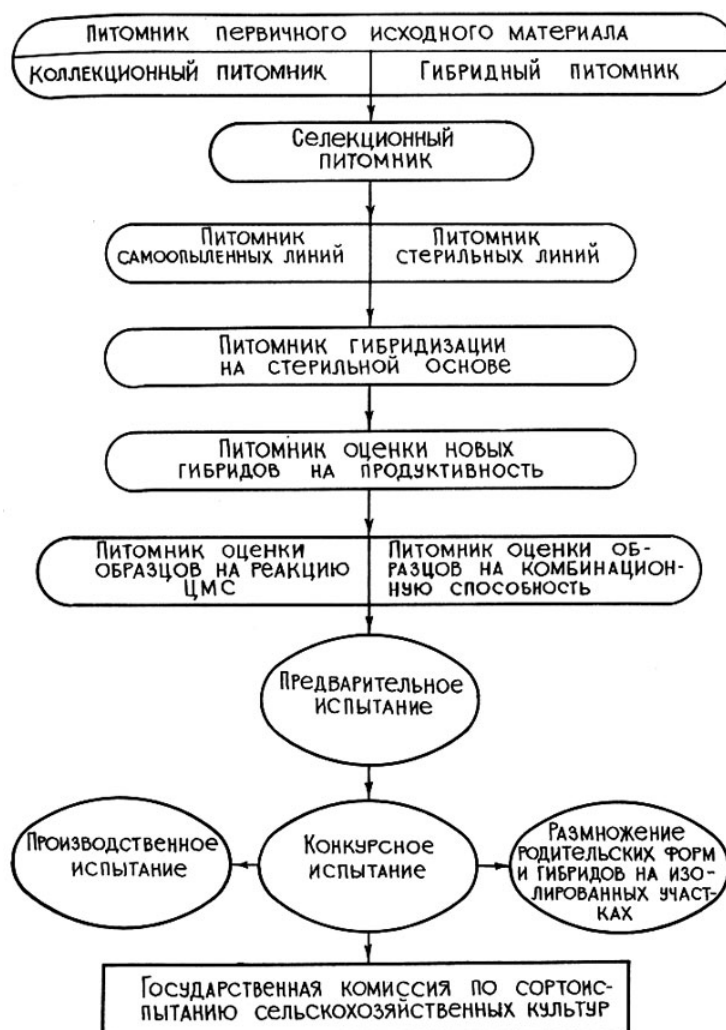 Питомник первичного исходного материала
Коллекционный питомник
Гибридный питомник
Селекционный
питомник
Питомник
самоопыленных линий
Питомник
стерильных линий
Питомник гибридизации
на стерильной основе
Питомник оценки новых
гибридов на продуктивность
Питомник оценки
образцов на реакцию
ЦМС
Питомник оценки об-
разцов на комбинацион-
ную способность
Предварительное
испытание
Производственное
испытание
Конкурсное
испытание
Размножение
родительских форм
и гибридов на изо-
лированных участ-
ках
Государственная комиссия по сортоис-
пытанию сельскохозяйственных культур